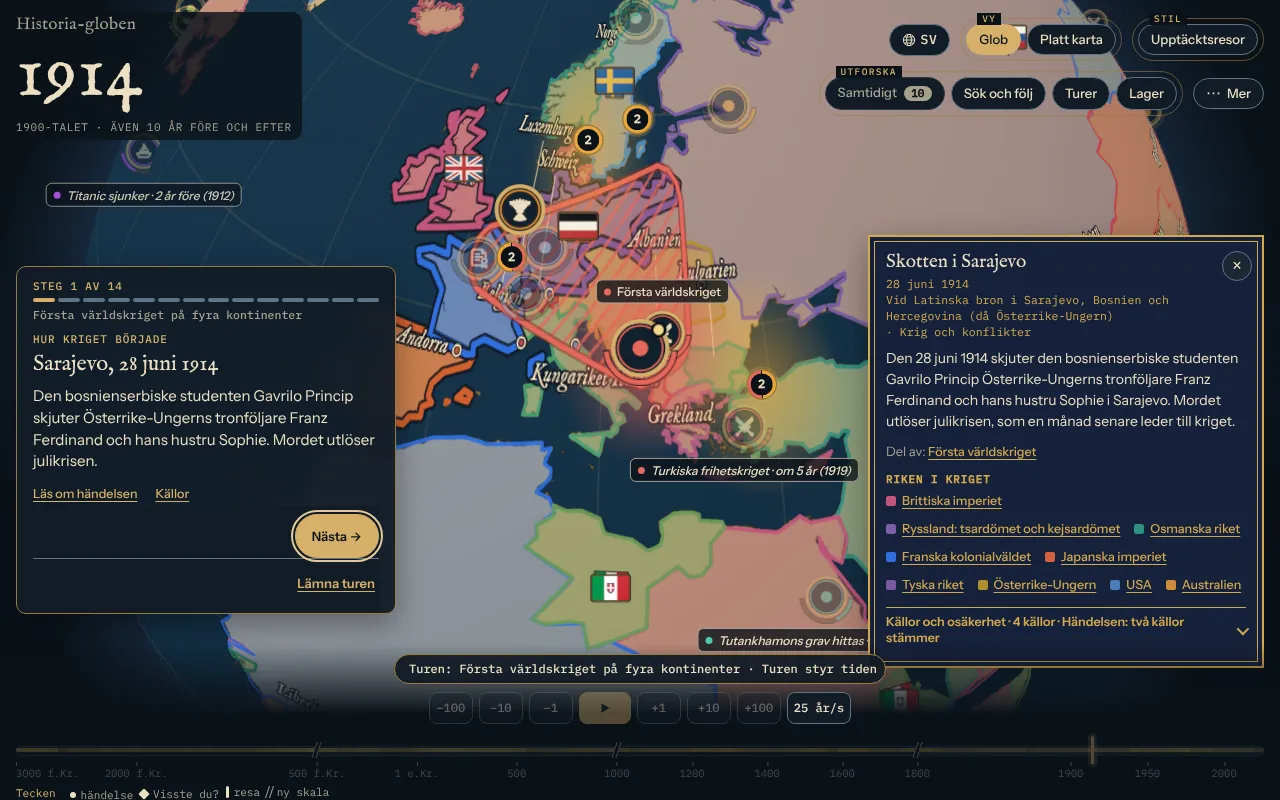 Historia-globen
1914
1900-TALET · ÄVEN 10 ÅR FÖRE OCH EFTER
SV
VY
Glob
Platt karta
STIL
Upptäcktsresor
UTFORSKA
Samtidigt 10
Sök och följ
Turer
Lager
··· Mer
Titanic sjunker · 2 år före (1912)
Norge
Luxemburg
2
2
Schweiz
Albanien
2
Belgien
Första världskriget
Andorra
Kungariket
2
Grekland
Turkiska frihetskriget · om 5 år (1919)
Tutankhamons grav hittas ·
STEG 1 AV 14
Första världskriget på fyra kontinenter
HUR KRIGET BÖRJADE
Sarajevo, 28 juni 1914
Den bosnienserbiske studenten Gavrilo Princip
skjuter Österrike-Ungerns tronföljare Franz
Ferdinand och hans hustru Sophie. Mordet utlöser
julikrisen.
Läs om händelsen Källor
Nästa →
Lämna turen
Skotten i Sarajevo
×
28 juni 1914
Vid Latinska bron i Sarajevo, Bosnien och
Hercegovina (då Österrike-Ungern)
· Krig och konflikter
Den 28 juni 1914 skjuter den bosnienserbiske studenten
Gavrilo Princip Österrike-Ungerns tronföljare Franz
Ferdinand och hans hustru Sophie i Sarajevo. Mordet
utlöser julikrisen, som en månad senare leder till kriget.
Del av: Första världskriget
RIKEN I KRIGET
Brittiska imperiet
Ryssland: tsardömet och kejsardömet Osmanska riket
Franska kolonialväldet Japanska imperiet
Tyska riket Österrike-Ungern USA Australien
Källor och osäkerhet · 4 källor · Händelsen: två källor
stämmer
Turen: Första världskriget på fyra kontinenter · Turen styr tiden
−100 −10 −1 +1 +10 +100 25 år/s
3000 f.Kr. 2000 f.Kr. 500 f.Kr. 1 e.Kr. 500 1000 1200 1400 1600 1800 1900 1950 2000
Tecken händelse Visste du? resa // ny skala